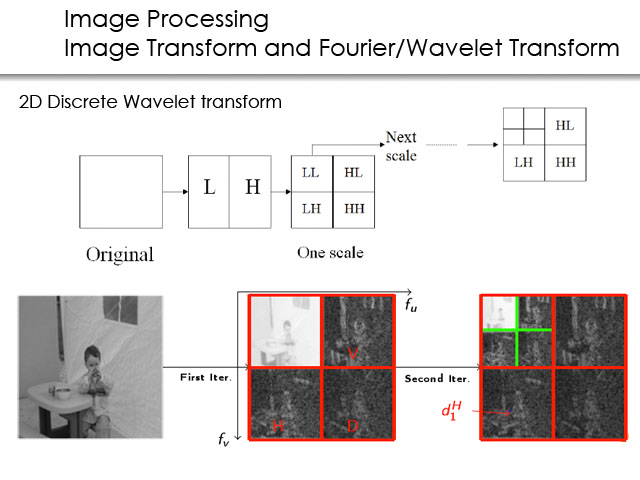 Image Processing
Image Transform and Fourier/Wavelet Transform
2D Discrete Wavelet transform
Next
scale
HL
LH HH
L H
LL HL
LH HH
Original
One scale
f_u
V
First Iter.
Second Iter.
H D
d_1^H
f_v